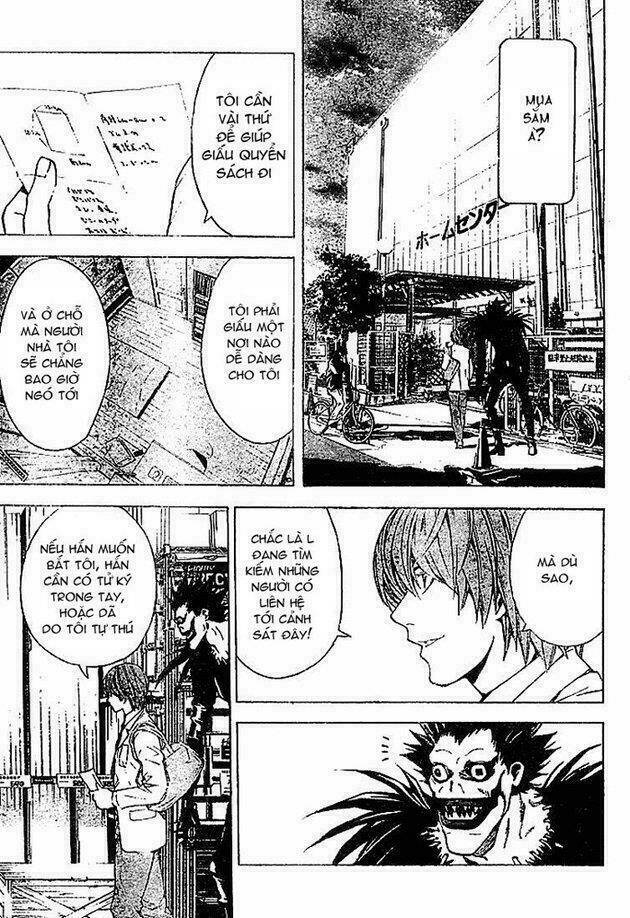 MUA
SẮM
À?
ホームセンター
TÔI CẦN
VÀI THỨ
ĐỂ GIÚP
GIẤU QUYỂN
SÁCH ĐI
TÔI PHẢI
GIẤU MỘT
NƠI NÀO
DỄ DÀNG
CHO TÔI
VÀ Ở CHỖ
MÀ NGƯỜI
NHÀ TÔI
SẼ CHẲNG
BAO GIỜ
NGÓ TỚI
MÀ DÙ
SAO,
CHẮC LÀ L
ĐANG TÌM
KIẾM NHỮNG
NGƯỜI CÓ
LIÊN HỆ
TỚI CẢNH
SÁT ĐÂY!
NẾU HẮN MUỐN
BẮT TÔI, HẮN
CẦN CÓ TỬ KÝ
TRONG TAY,
HOẶC DÃ
DO TÔI TỰ THÚ